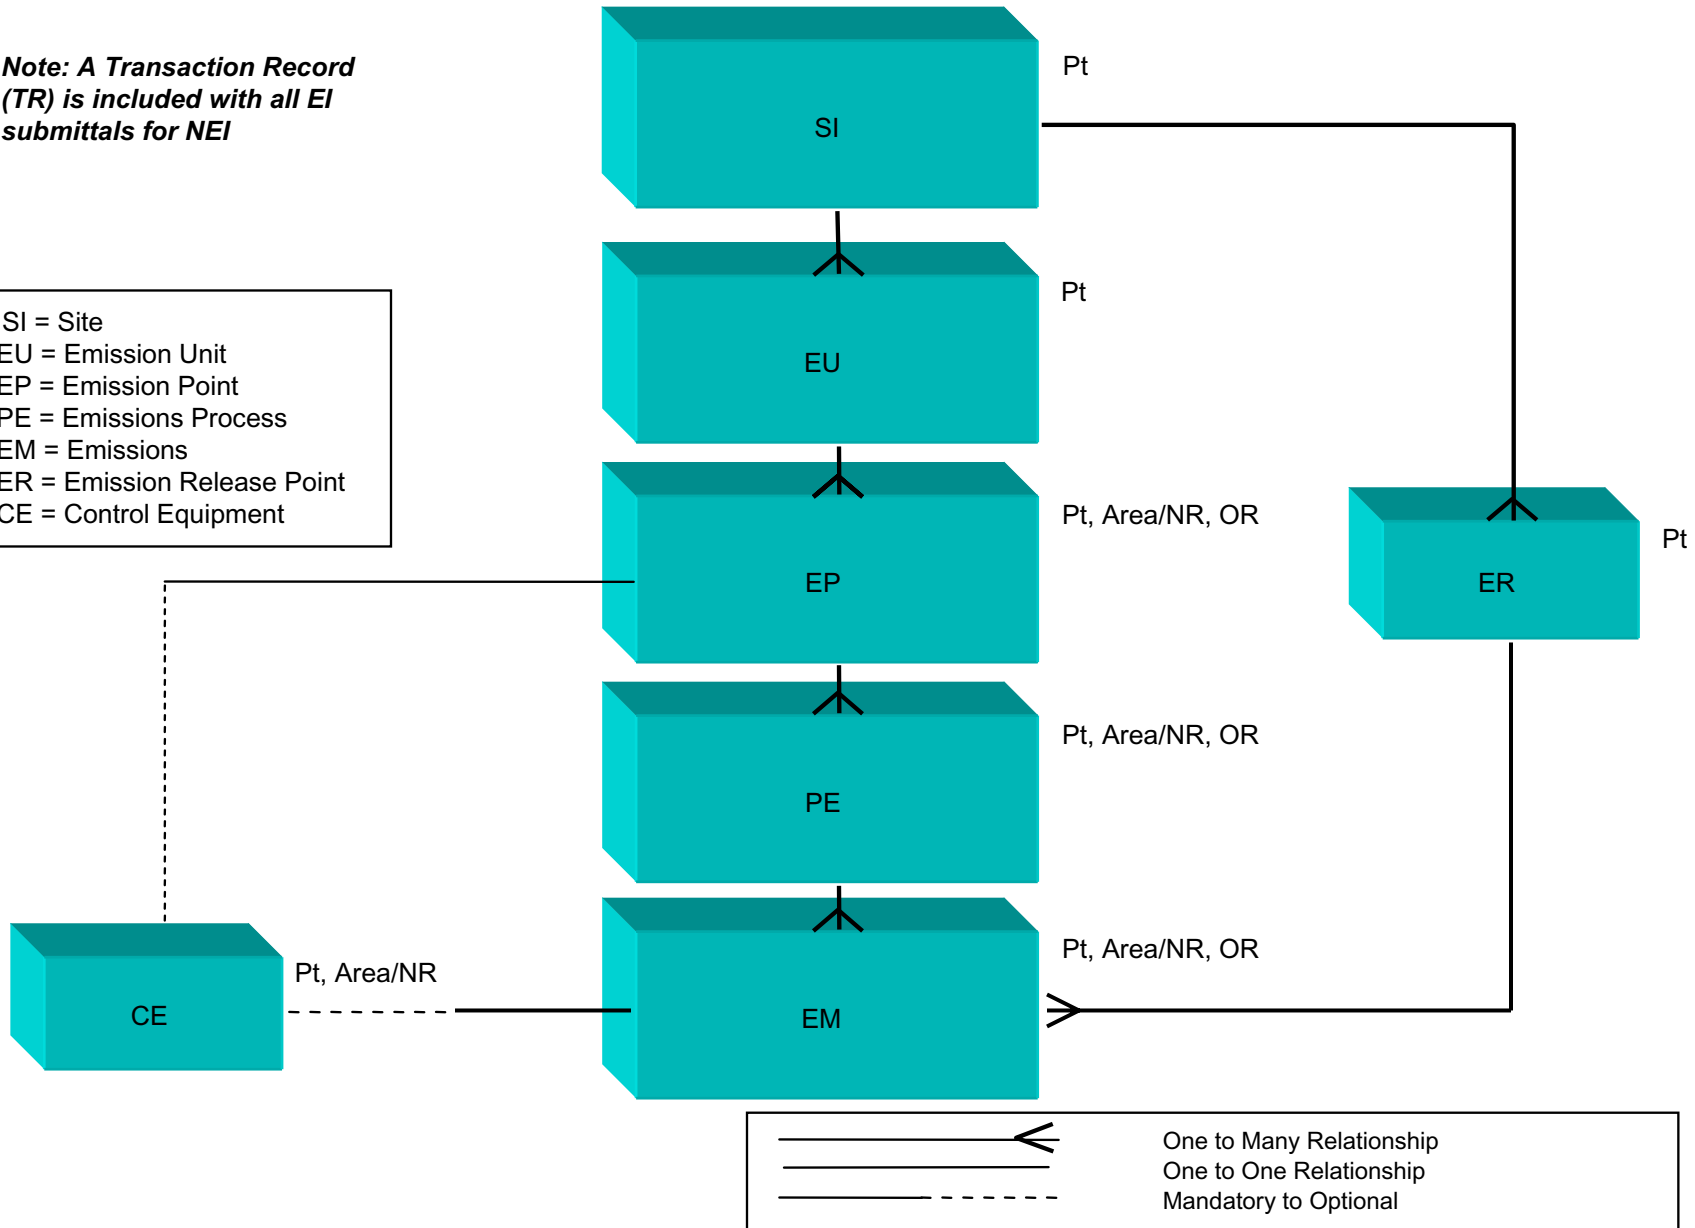 Note: A Transaction Record
(TR) is included with all EI
submittals for NEI
Pt
SI
Pt
SI = Site
EU = Emission Unit
EP = Emission Point
PE = Emissions Process
EM = Emissions
ER = Emission Release Point
CE = Control Equipment
EU
Pt, Area/NR, OR
Pt
EP
ER
Pt, Area/NR, OR
PE
Pt, Area/NR, OR
Pt, Area/NR
CE
EM
One to Many Relationship
One to One Relationship
Mandatory to Optional